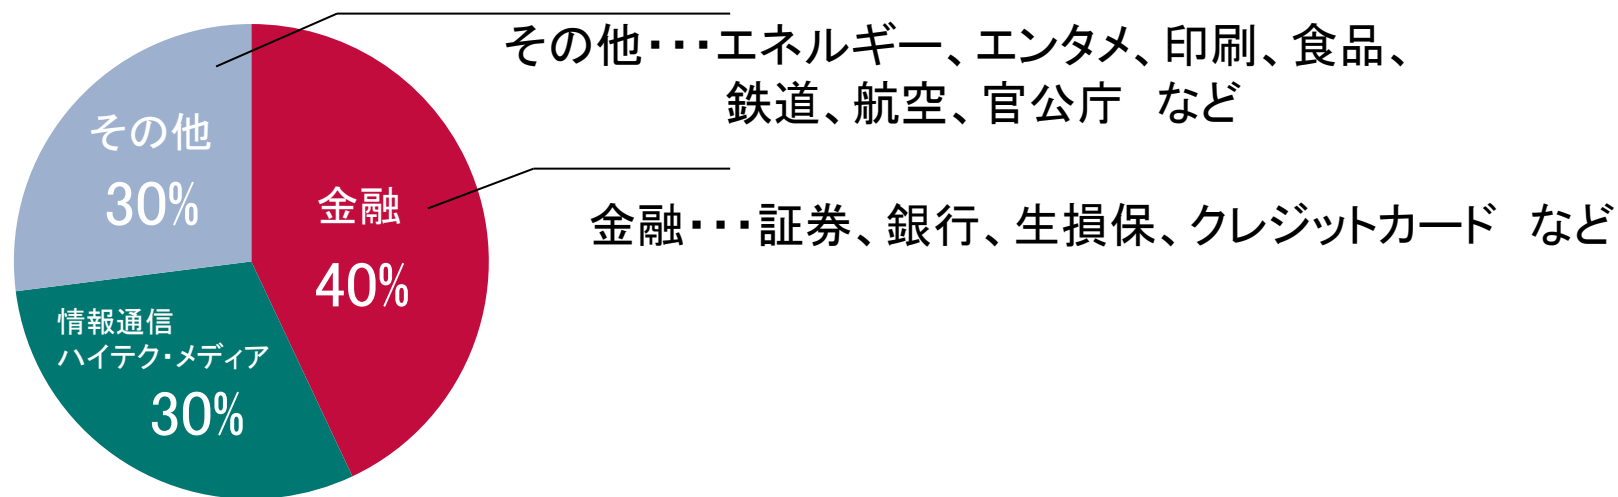 その他・・・エネルギー、エンタメ、印刷、食品、
鉄道、航空、官公庁　など
その他
30%
金融
40%
金融・・・証券、銀行、生損保、クレジットカード　など
情報通信
ハイテク・メディア
30%